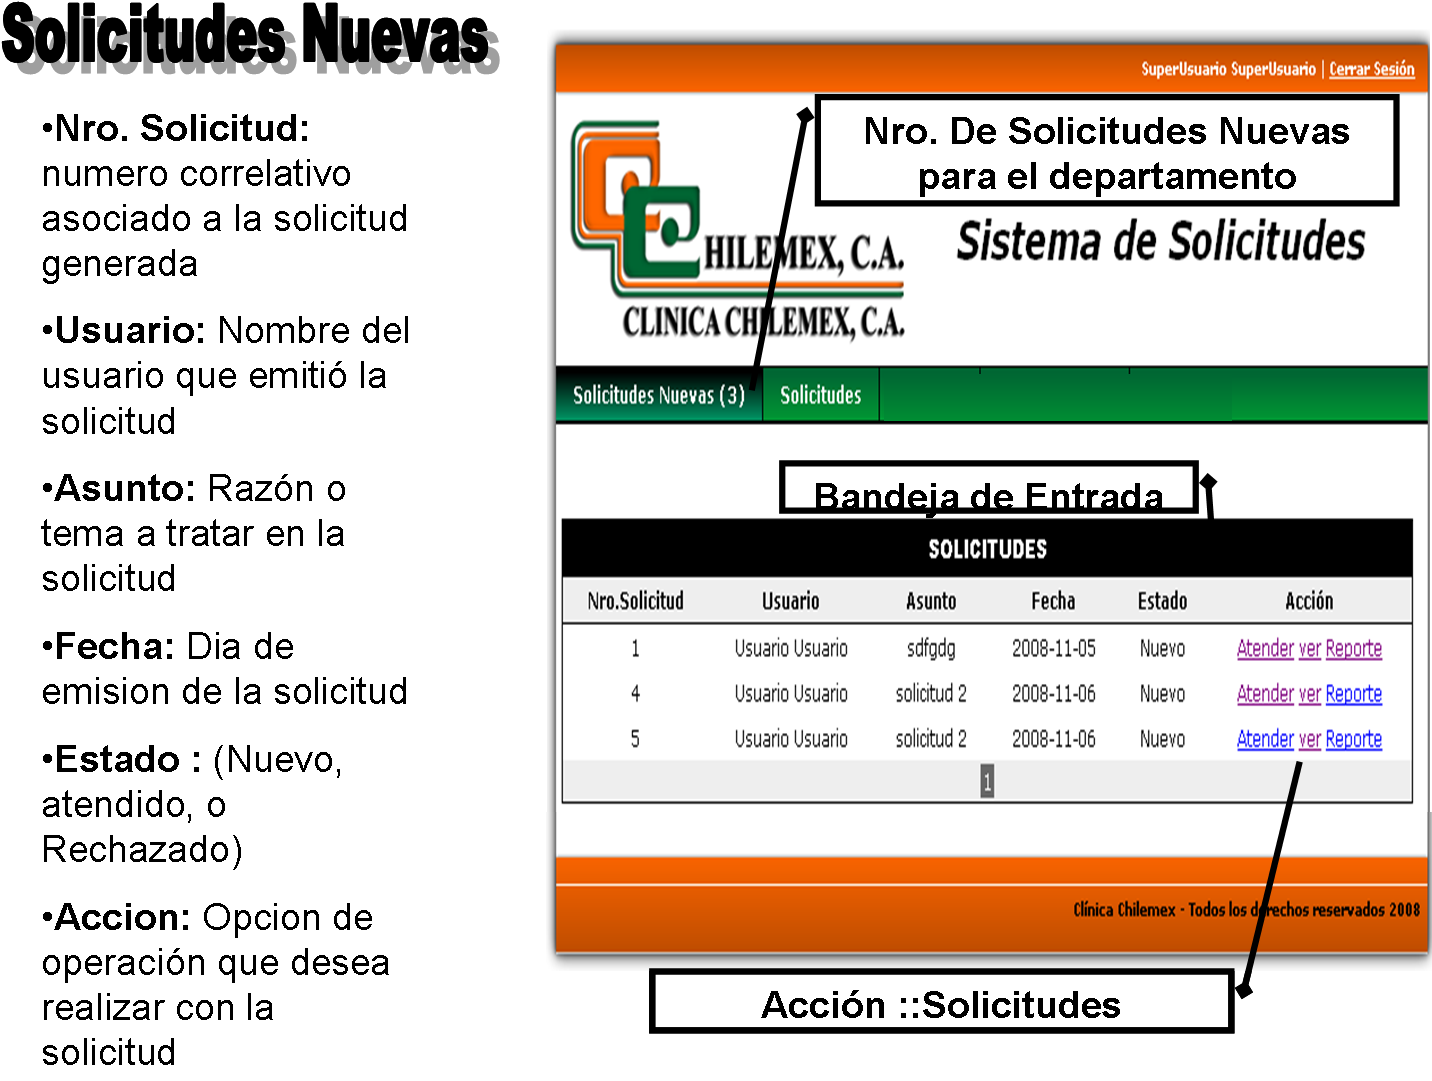 Solicitudes Nuevas
•Nro. Solicitud:
numero correlativo
asociado a la solicitud
generada
•Usuario: Nombre del
usuario que emitió la
solicitud
•Asunto: Razón o
tema a tratar en la
solicitud
•Fecha: Dia de
emision de la solicitud
•Estado : (Nuevo,
atendido, o
Rechazado)
•Accion: Opcion de
operación que desea
realizar con la
solicitud
SuperUsuario SuperUsuario | Cerrar Sesión
Nro. De Solicitudes Nuevas
para el departamento
HILEMEX, C.A.
CLINICA CHILEMEX, C.A.
Sistema de Solicitudes
Solicitudes Nuevas (3) Solicitudes
Bandeja de Entrada
SOLICITUDES
Nro.Solicitud Usuario Asunto Fecha Estado Acción
1 Usuario Usuario sdfgdg 2008-11-05 Nuevo Atender ver Reporte
4 Usuario Usuario solicitud 2 2008-11-06 Nuevo Atender ver Reporte
5 Usuario Usuario solicitud 2 2008-11-06 Nuevo Atender ver Reporte
1
Clínica Chilemex - Todos los derechos reservados 2008
Acción ::Solicitudes